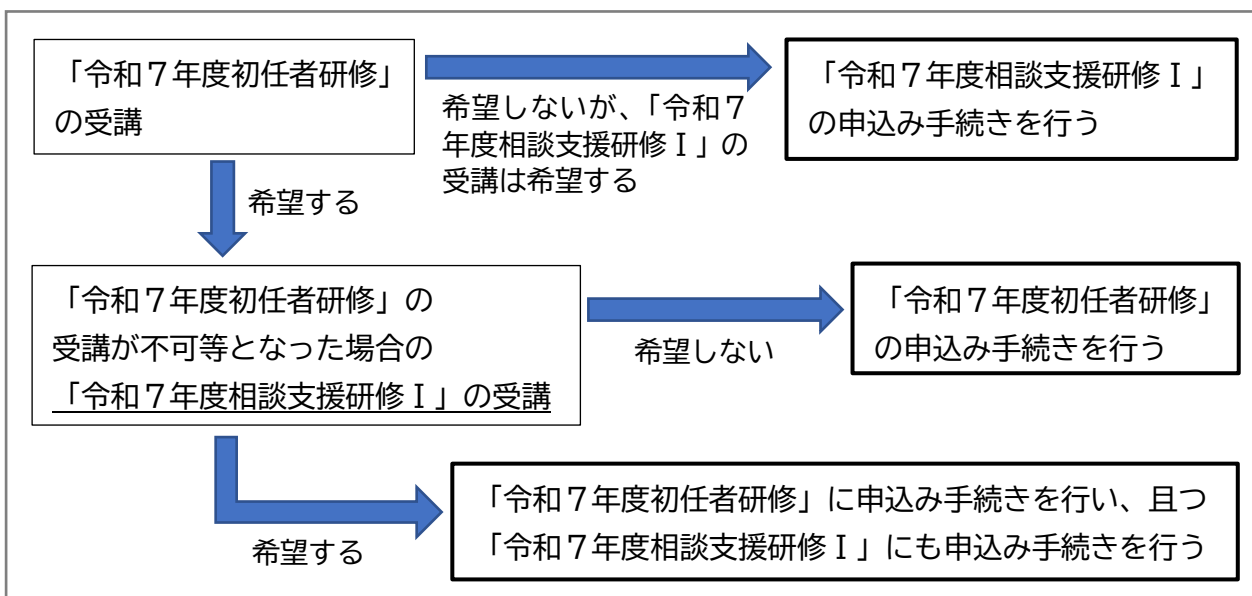 「令和７年度初任者研修」
の受講
希望しないが、「令和７
年度相談支援研修Ⅰ」の
受講は希望する
「令和７年度相談支援研修Ⅰ」
の申込み手続きを行う
希望する
「令和７年度初任者研修」の
受講が不可等となった場合の
「令和７年度相談支援研修Ⅰ」の受講
希望しない
「令和７年度初任者研修」
の申込み手続きを行う
希望する
「令和７年度初任者研修」に申込み手続きを行い、且つ
「令和７年度相談支援研修Ⅰ」にも申込み手続きを行う